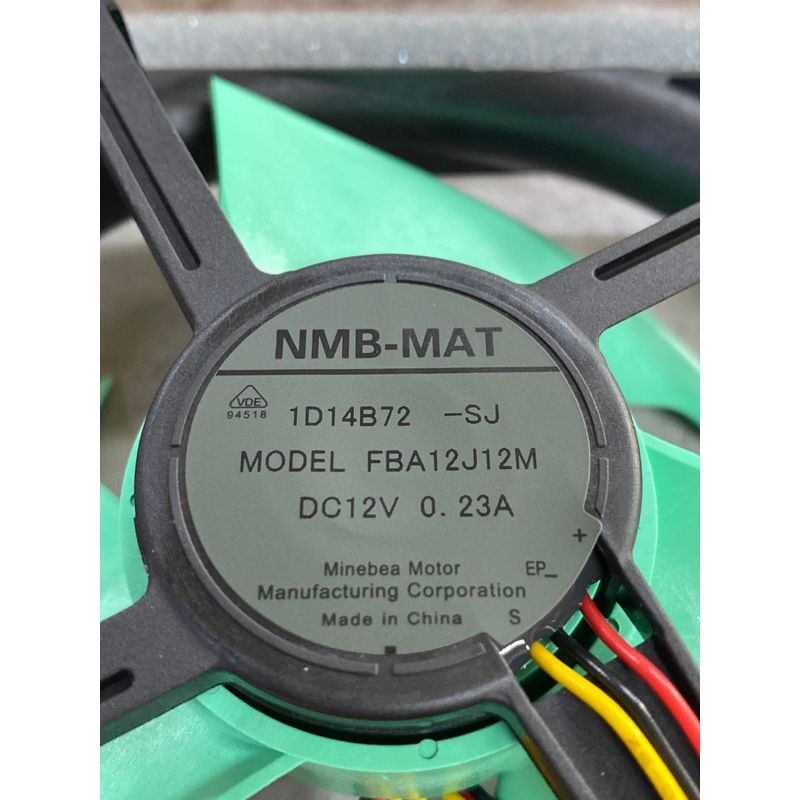 NMB-MAT
VDE
94518
1D14B72 -SJ
MODEL FBA12J12M
DC12V 0.23A
+
Minebea Motor EP_
Manufacturing Corporation
Made in China S